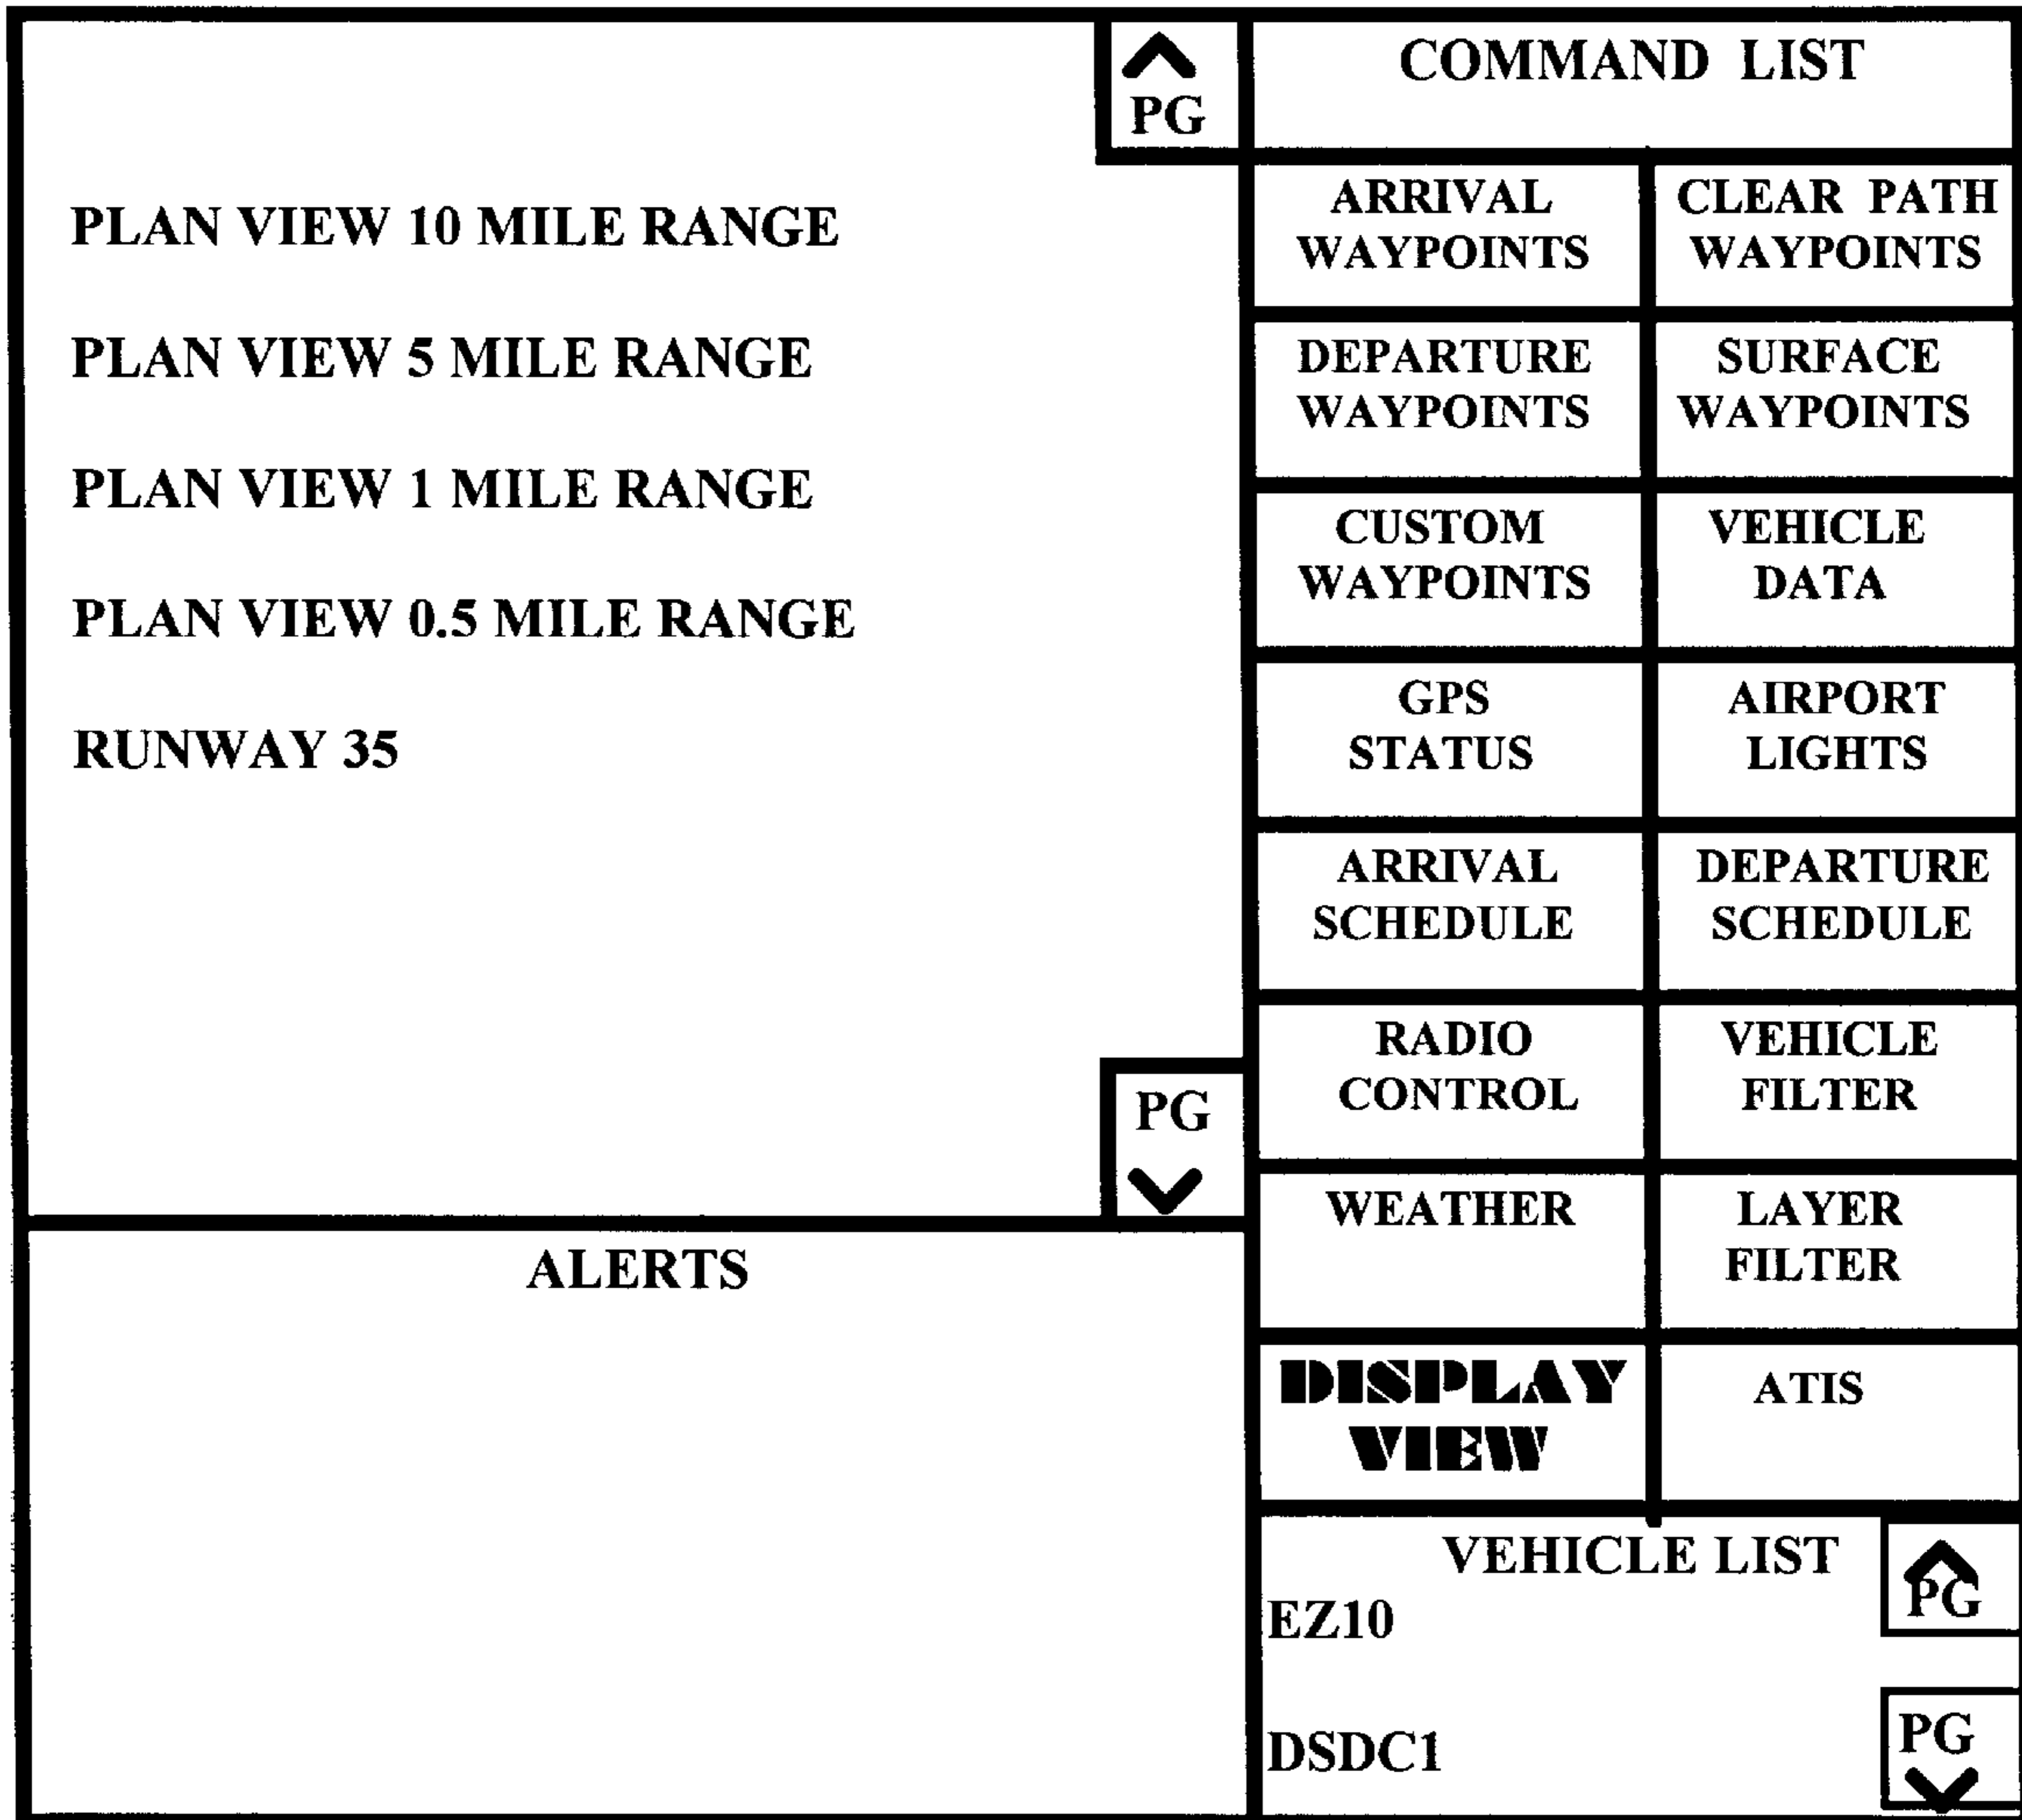 PG
PLAN VIEW 10 MILE RANGE
PLAN VIEW 5 MILE RANGE
PLAN VIEW 1 MILE RANGE
PLAN VIEW 0.5 MILE RANGE
RUNWAY 35
PG
ALERTS
COMMAND LIST
ARRIVAL
WAYPOINTS
CLEAR PATH
WAYPOINTS
DEPARTURE
WAYPOINTS
SURFACE
WAYPOINTS
CUSTOM
WAYPOINTS
VEHICLE
DATA
GPS
STATUS
AIRPORT
LIGHTS
ARRIVAL
SCHEDULE
DEPARTURE
SCHEDULE
RADIO
CONTROL
VEHICLE
FILTER
WEATHER
LAYER
FILTER
DISPLAY
VIEW
ATIS
VEHICLE LIST
PG
EZ10
DSDC1
PG